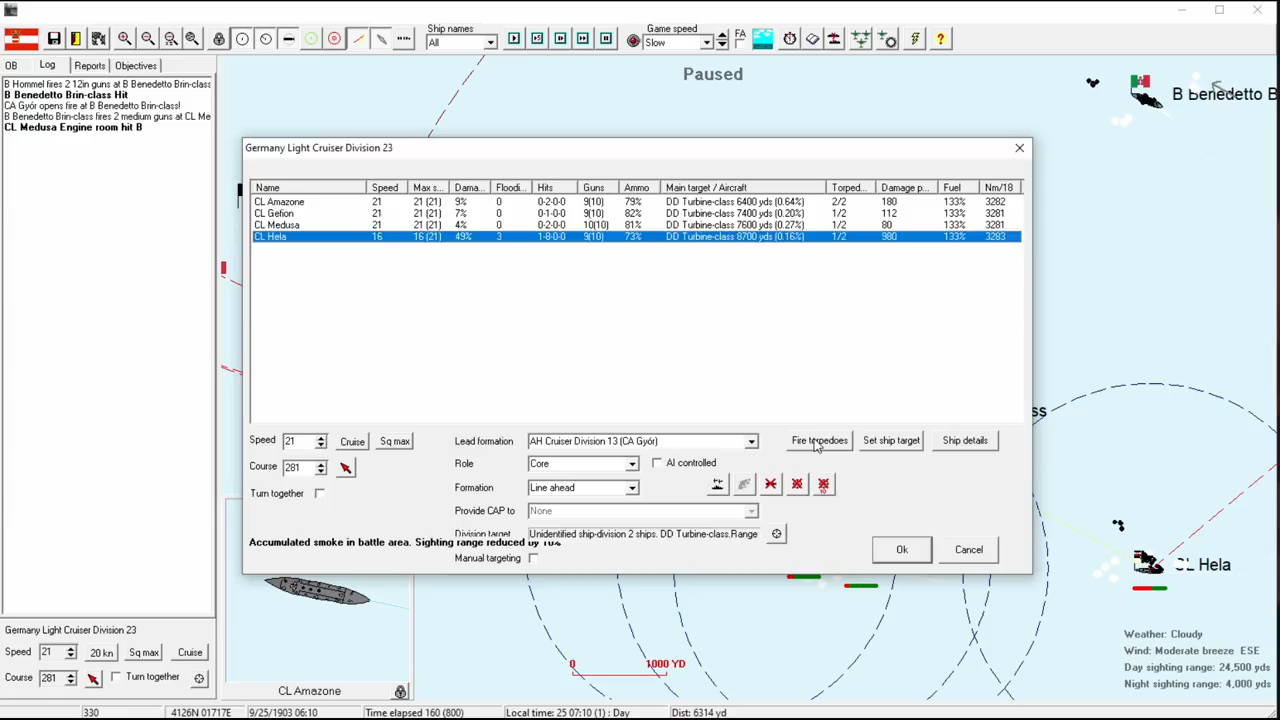 Ship names
All
Game speed
Slow
FA
OB
Log
Reports
Objectives
B Hommel fires 2 12in guns at B Benedetto Brin-class
B Benedetto Brin-class Hit
CA Győr opens fire at B Benedetto Brin-class!
B Benedetto Brin-class fires 2 medium guns at CL Me
CL Medusa Engine room hit B
Paused
B Benedetto B
Germany Light Cruiser Division 23
Name Speed Max s... Dama... Floodi... Hits Guns Ammo Main target / Aircraft Torped... Damage p... Fuel Nm/18
CL Amazone 21 21 (21) 9% 0 0-2-0-0 9(10) 79% DD Turbine-class 6400 yds (0.64%) 2/2 180 133% 3282
CL Gefion 21 21 (21) 7% 0 0-1-0-0 9(10) 82% DD Turbine-class 7400 yds (0.20%) 1/2 112 133% 3281
CL Medusa 21 21 (21) 4% 0 0-2-0-0 10(10) 81% DD Turbine-class 7600 yds (0.27%) 1/2 80 133% 3281
CL Hela 16 16 (21) 49% 3 1-8-0-0 9(10) 73% DD Turbine-class 8700 yds (0.16%) 1/2 980 133% 3283
ss
Speed 21 Cruise Sq max
Lead formation AH Cruiser Division 13 (CA Győr)
Fire torpedoes Set ship target Ship details
Course 281
Role Core AI controlled
Turn together
Formation Line ahead
10
Provide CAP to None
Division target Unidentified ship-division 2 ships. DD Turbine-class.Range
Accumulated smoke in battle area. Sighting range reduced by 10%
Manual targeting
Ok Cancel
CL Hela
Germany Light Cruiser Division 23
Speed 21 20 kn Sq max Cruise
Course 281 Turn together
CL Amazone
0 1000 YD
Weather: Cloudy
Wind: Moderate breeze ESE
Day sighting range: 24,500 yards
Night sighting range: 4,000 yards
330 4126N 01717E 9/25/1903 06:10 Time elapsed 160 (800) Local time: 25 07:10 (1) : Day Dist: 6314 yd